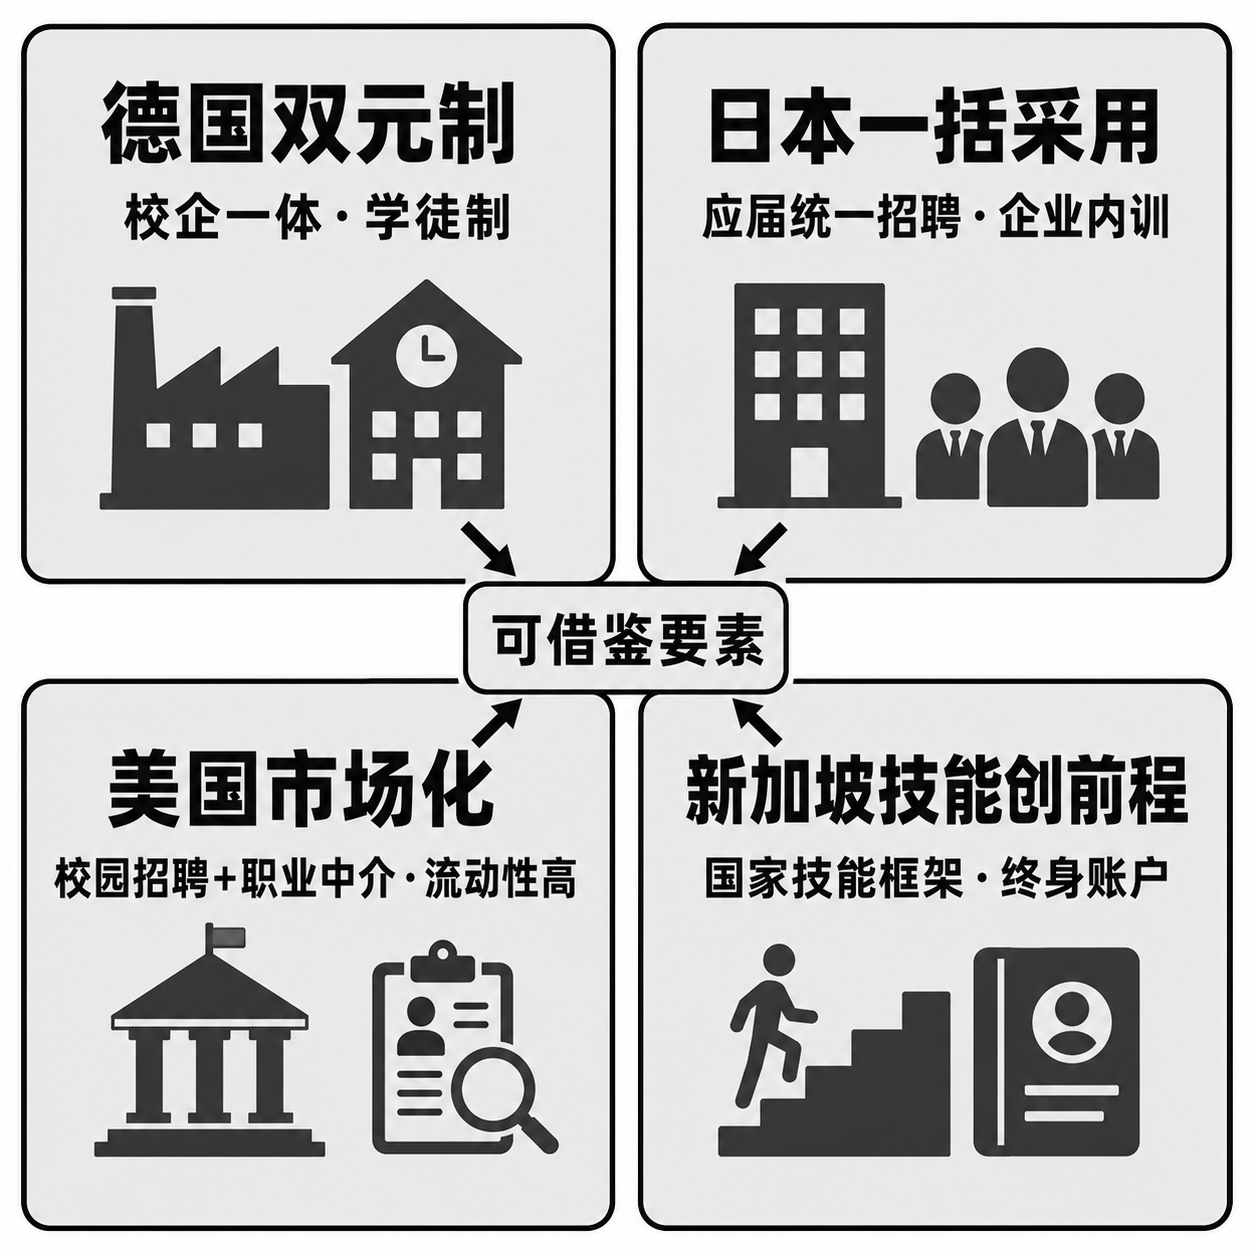 德国双元制
校企一体·学徒制
日本一括采用
应届统一招聘·企业内训
可借鉴要素
美国市场化
校园招聘+职业中介·流动性高
新加坡技能创前程
国家技能框架·终身账户